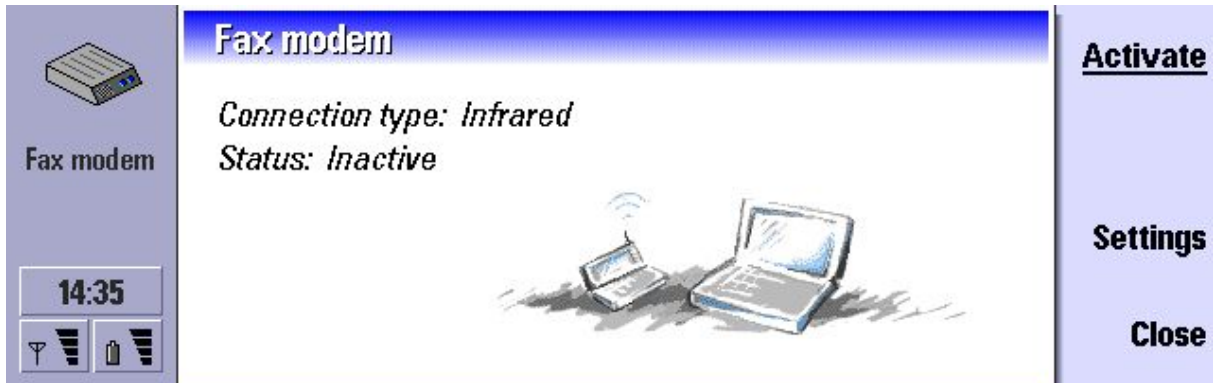 Fax modem
Fax modem
Connection type: Infrared
Status: Inactive
14:35
Activate
Settings
Close